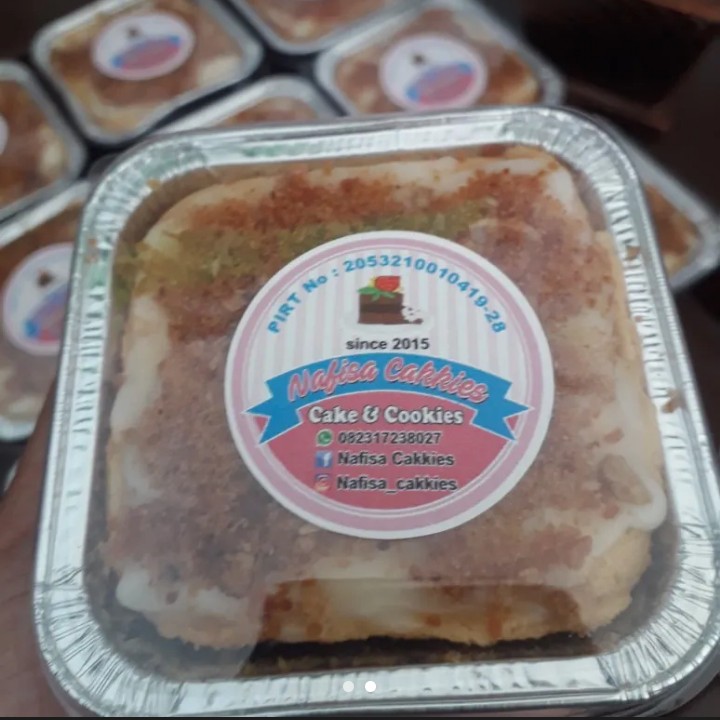 PIRT No : 2053210010419-28
since 2015
Nafisa Cakkies
Cake & Cookies
082317238027
Nafisa Cakkies
Nafisa_cakkies